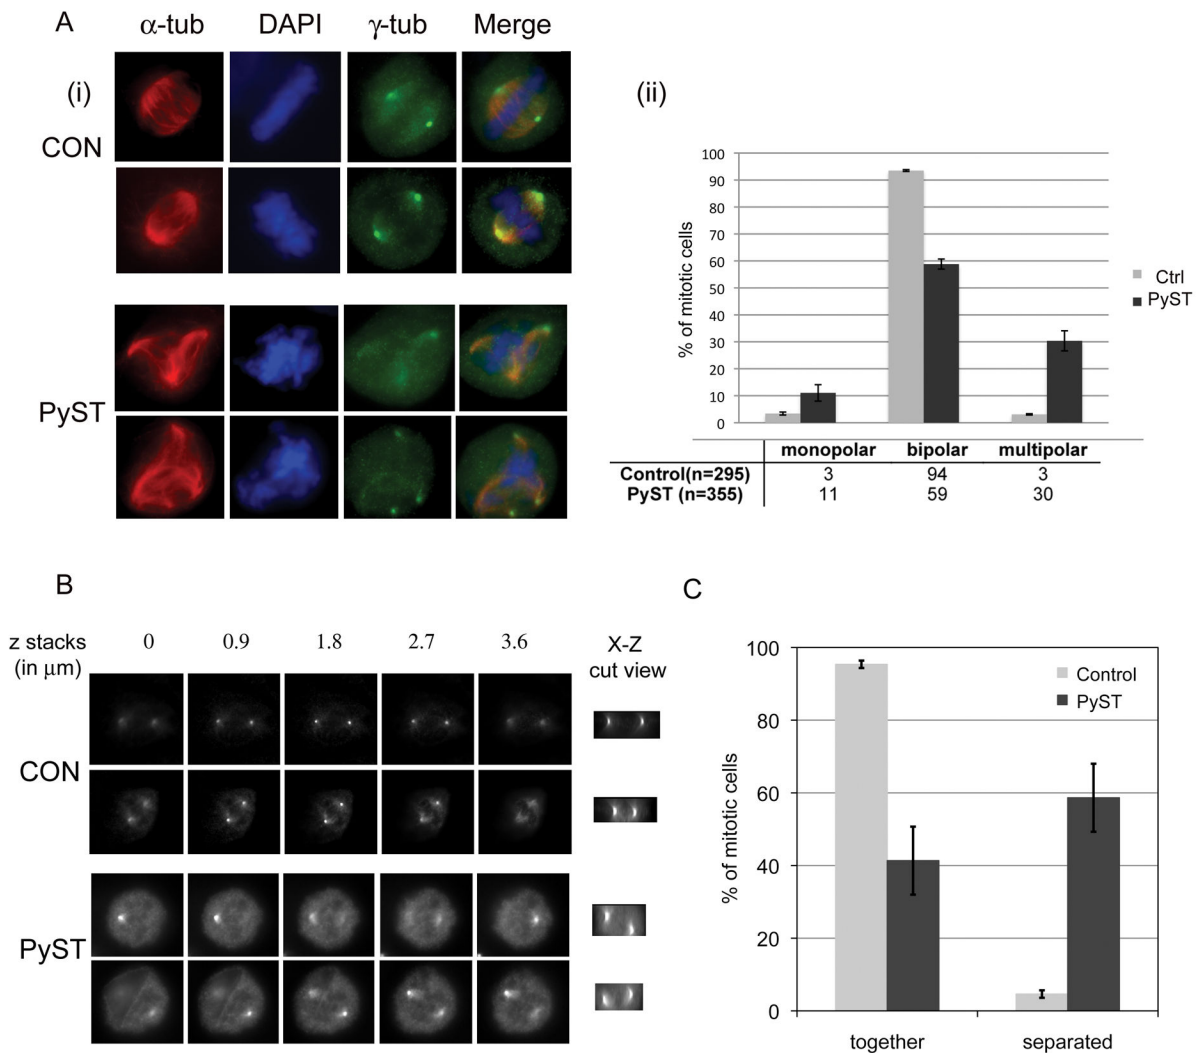 A
α-tub DAPI γ-tub Merge
(i)
CON
PyST
(ii)
% of mitotic cells
100
90
80
70
60
50
40
30
20
10
0
Ctrl
PyST
monopolar bipolar multipolar
Control(n=295) 3 94 3
PyST (n=355) 11 59 30
B
z stacks 0 0.9 1.8 2.7 3.6 X-Z
(in μm) cut view
CON
PyST
C
% of mitotic cells
100
80
60
40
20
0
Control
PyST
together separated